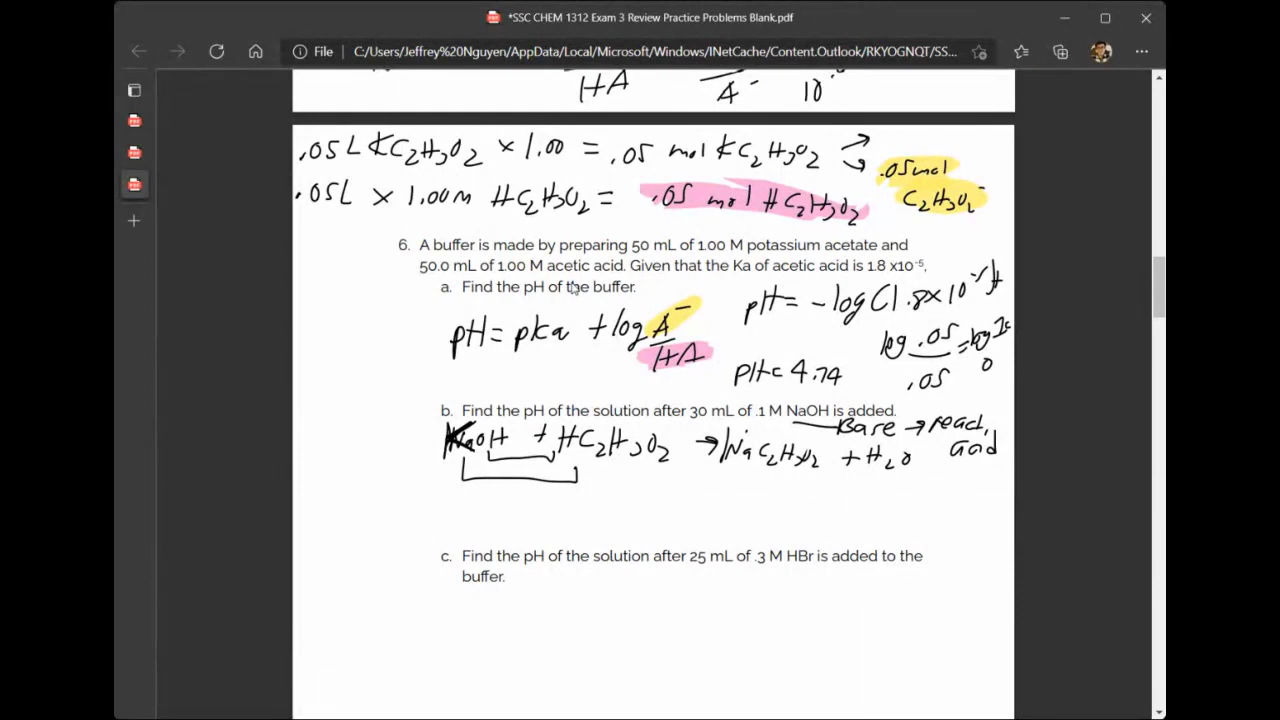 *SSC CHEM 1312 Exam 3 Review Practice Problems Blank.pdf
File C:/Users/Jeffrey%20Nguyen/AppData/Local/Microsoft/Windows/INetCache/Content.Outlook/RKYOGNQT/SS...
HA A⁻ 10
.05L KC₂H₃O₂ × 1.00 = .05 mol KC₂H₃O₂ → →
.05 mol
.05L × 1.00M HC₂H₃O₂ = .05 mol HC₂H₃O₂ C₂H₃O₂⁻
6. A buffer is made by preparing 50 mL of 1.00 M potassium acetate and
50.0 mL of 1.00 M acetic acid. Given that the Ka of acetic acid is 1.8 x10⁻⁵,
a. Find the pH of the buffer.
pH = -log(1.8×10⁻⁵)+
pH = pKa + log A⁻/HA
log .05/.05 = log
0
pH = 4.74
b. Find the pH of the solution after 30 mL of .1 M NaOH is added.
Base → react.
acid
NaOH + HC₂H₃O₂ → NaC₂H₃O₂ + H₂O
c. Find the pH of the solution after 25 mL of .3 M HBr is added to the
buffer.